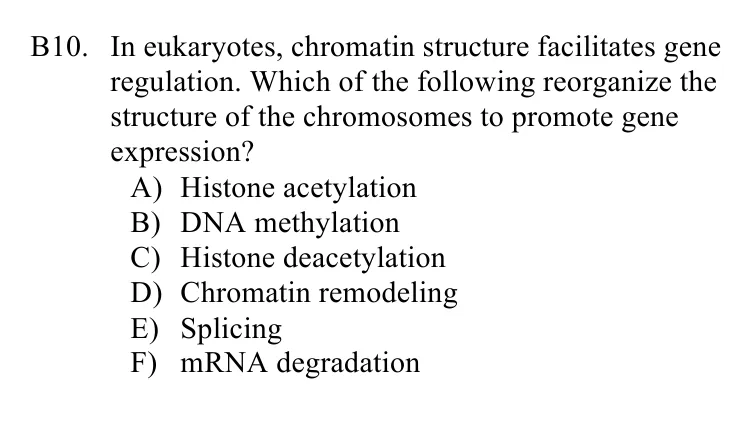 B10. In eukaryotes, chromatin structure facilitates gene
regulation. Which of the following reorganize the
structure of the chromosomes to promote gene
expression?
A) Histone acetylation
B) DNA methylation
C) Histone deacetylation
D) Chromatin remodeling
E) Splicing
F) mRNA degradation